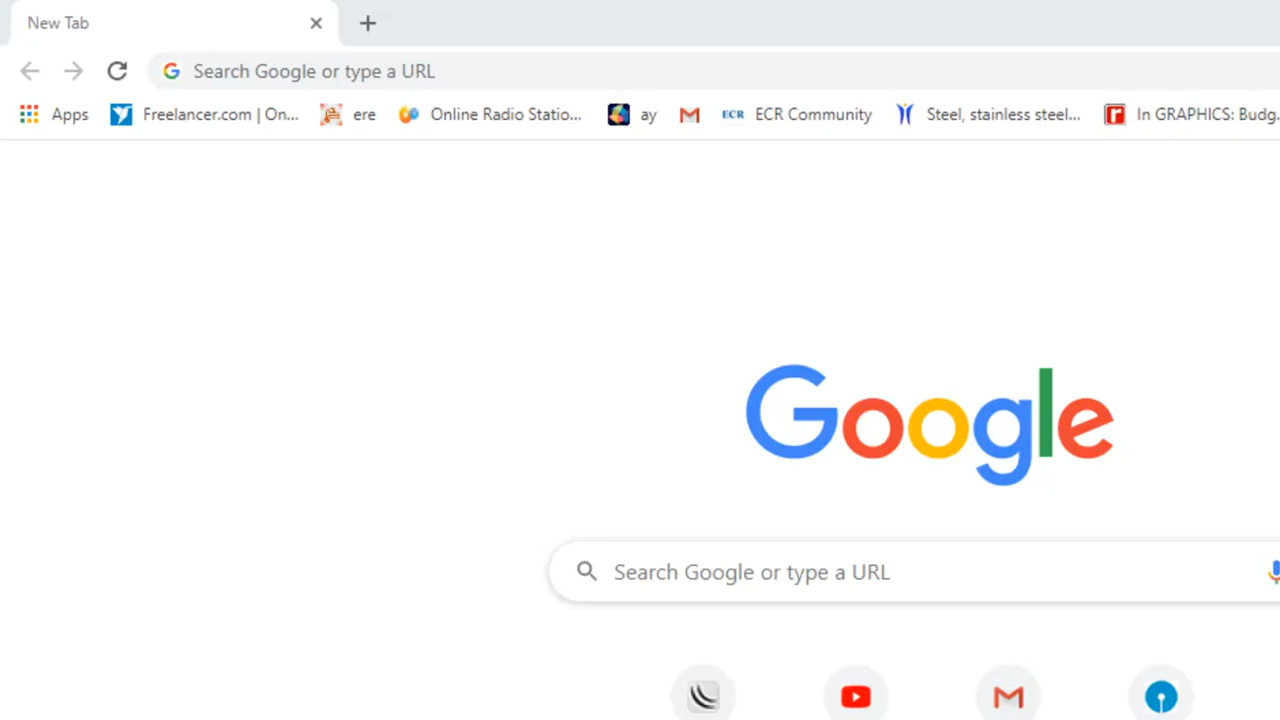 New Tab
Search Google or type a URL
Apps Freelancer.com | On... ere Online Radio Statio... ay ECR ECR Community Steel, stainless steel... In GRAPHICS: Budg.
Google
Search Google or type a URL